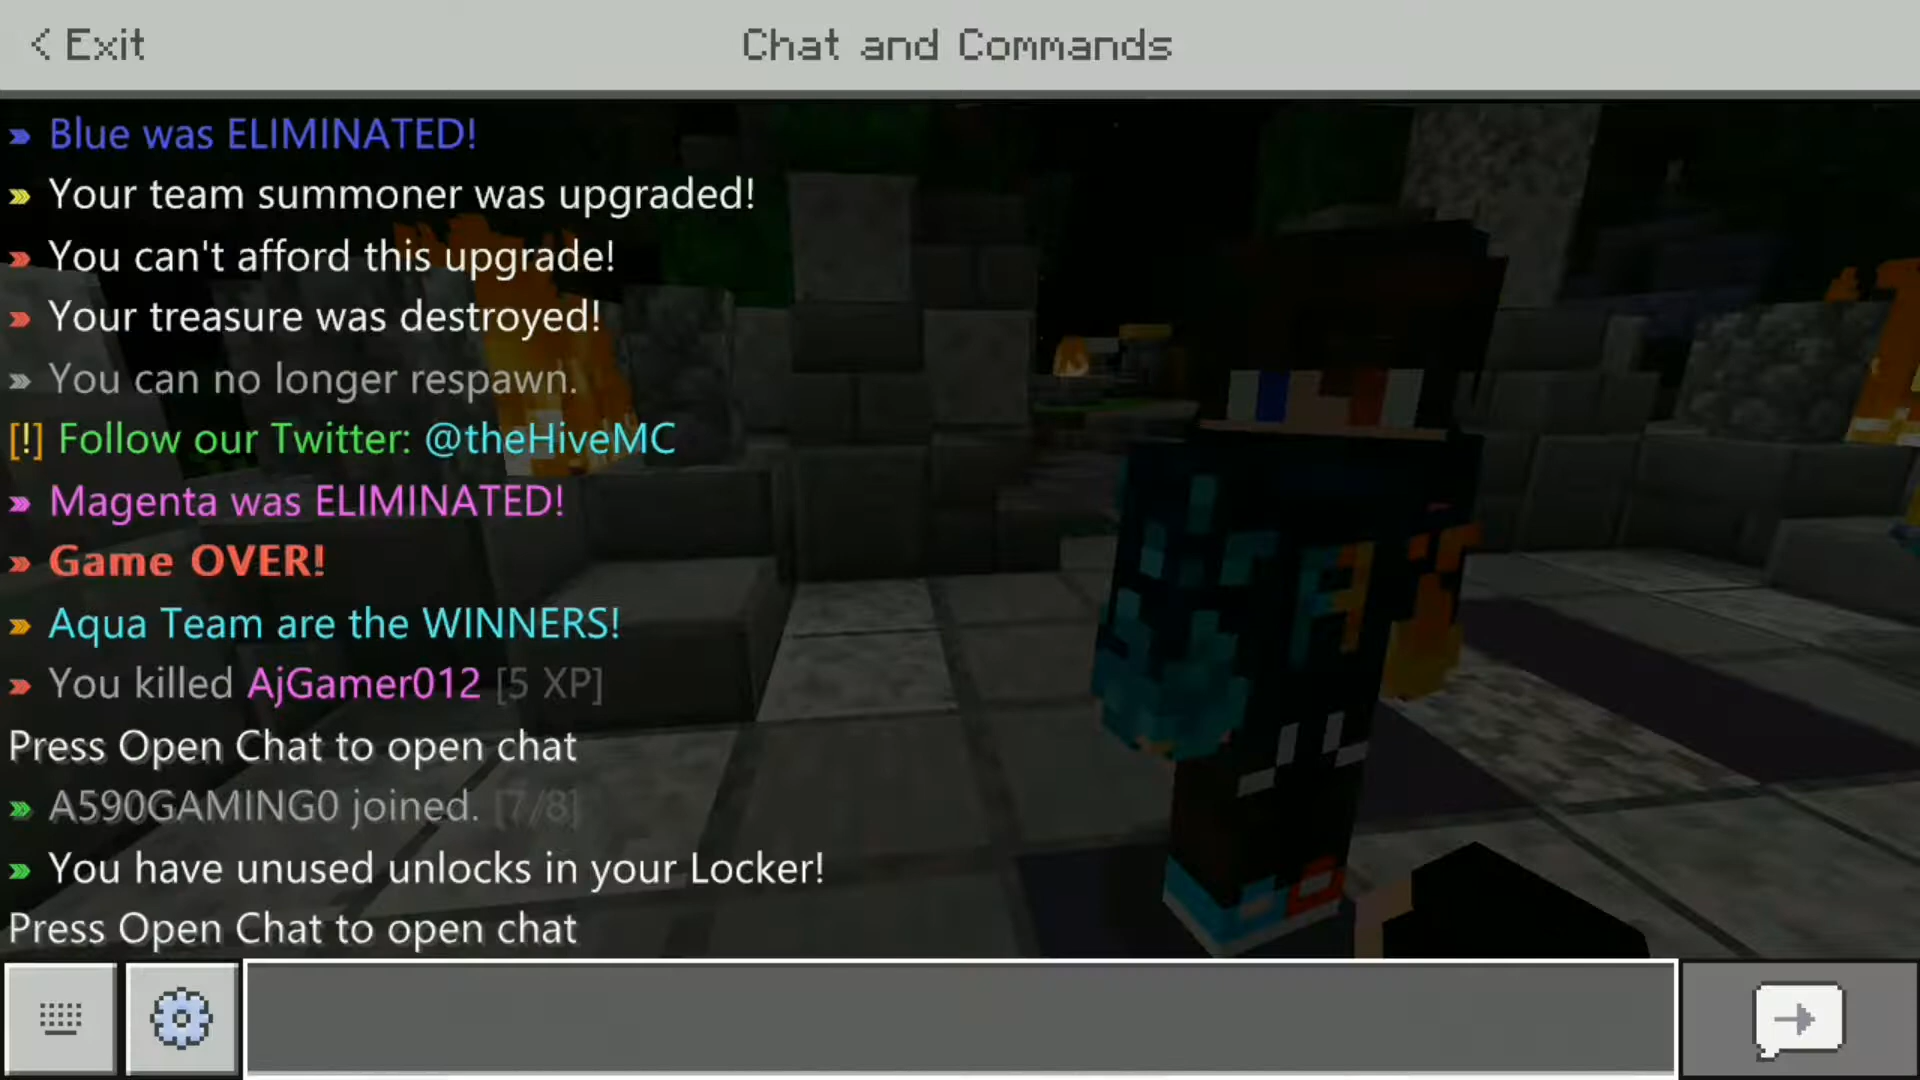 < Exit
Chat and Commands
» Blue was ELIMINATED!
» Your team summoner was upgraded!
» You can't afford this upgrade!
» Your treasure was destroyed!
» You can no longer respawn.
[!] Follow our Twitter: @theHiveMC
» Magenta was ELIMINATED!
» Game OVER!
» Aqua Team are the WINNERS!
» You killed AjGamer012 [5 XP]
Press Open Chat to open chat
» A590GAMING0 joined. [7/8]
» You have unused unlocks in your Locker!
Press Open Chat to open chat